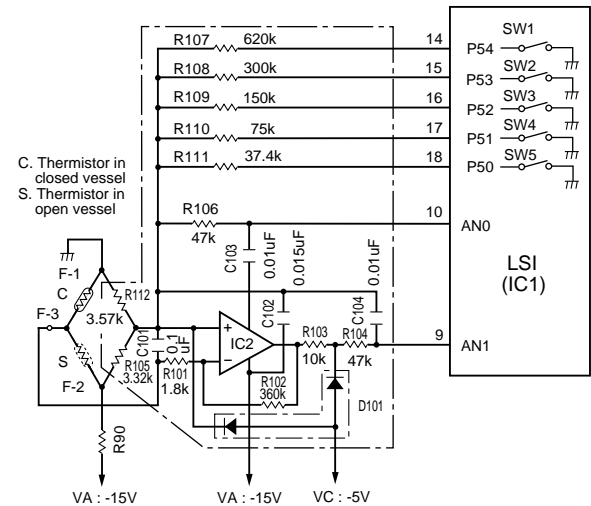 R107 620k 14 P54 SW1
R108 300k 15 P53 SW2
R109 150k 16 P52 SW3
R110 75k 17 P51 SW4
R111 37.4k 18 P50 SW5
C. Thermistor in
closed vessel
S. Thermistor in
open vessel
R106
47k
10 AN0
C103
0.01uF
0.015uF
0.01uF
LSI
(IC1)
F-1
C
R112
F-3
3.57k
C101
0.1
uF
C102
C104
+
−
IC2
R103
10k
R104
47k
9 AN1
S
R105
3.32k
R101
1.8k
R102
360k
D101
F-2
R90
VA : -15V
VA : -15V
VC : -5V